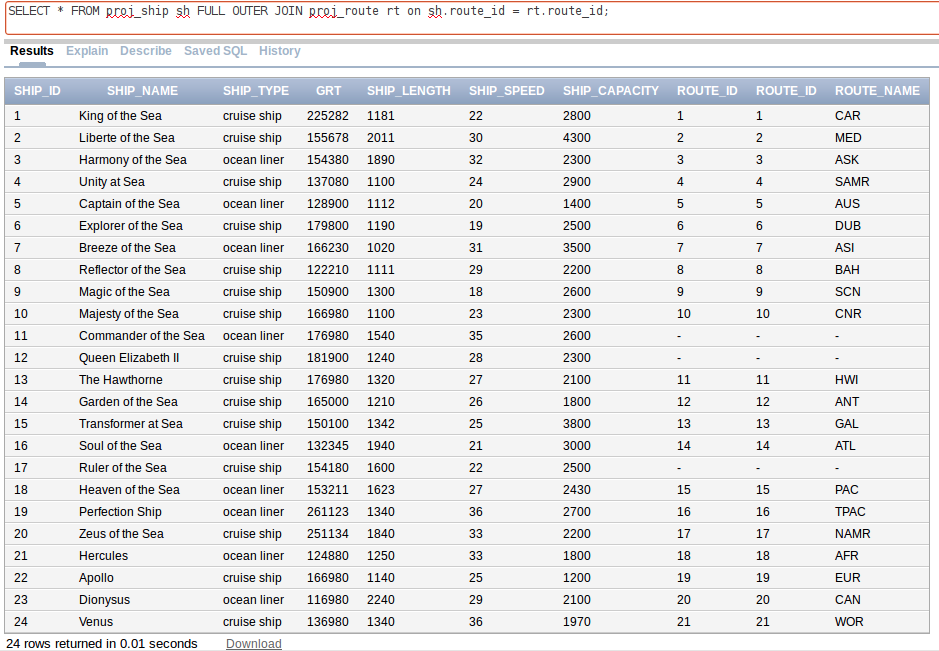 SELECT * FROM proj_ship sh FULL OUTER JOIN proj_route rt on sh.route_id = rt.route_id;
Results Explain Describe Saved SQL History
SHIP_ID SHIP_NAME SHIP_TYPE GRT SHIP_LENGTH SHIP_SPEED SHIP_CAPACITY ROUTE_ID ROUTE_ID ROUTE_NAME
1 King of the Sea cruise ship 225282 1181 22 2800 1 1 CAR
2 Liberte of the Sea cruise ship 155678 2011 30 4300 2 2 MED
3 Harmony of the Sea ocean liner 154380 1890 32 2300 3 3 ASK
4 Unity at Sea cruise ship 137080 1100 24 2900 4 4 SAMR
5 Captain of the Sea ocean liner 128900 1112 20 1400 5 5 AUS
6 Explorer of the Sea cruise ship 179800 1190 19 2500 6 6 DUB
7 Breeze of the Sea ocean liner 166230 1020 31 3500 7 7 ASI
8 Reflector of the Sea cruise ship 122210 1111 29 2200 8 8 BAH
9 Magic of the Sea cruise ship 150900 1300 18 2600 9 9 SCN
10 Majesty of the Sea cruise ship 166980 1100 23 2300 10 10 CNR
11 Commander of the Sea ocean liner 176980 1540 35 2600 - - -
12 Queen Elizabeth II cruise ship 181900 1240 28 2300 - - -
13 The Hawthorne cruise ship 176980 1320 27 2100 11 11 HWI
14 Garden of the Sea cruise ship 165000 1210 26 1800 12 12 ANT
15 Transformer at Sea cruise ship 150100 1342 25 3800 13 13 GAL
16 Soul of the Sea ocean liner 132345 1940 21 3000 14 14 ATL
17 Ruler of the Sea cruise ship 154180 1600 22 2500 - - -
18 Heaven of the Sea ocean liner 153211 1623 27 2430 15 15 PAC
19 Perfection Ship ocean liner 261123 1340 36 2700 16 16 TPAC
20 Zeus of the Sea cruise ship 251134 1840 33 2200 17 17 NAMR
21 Hercules ocean liner 124880 1250 33 1800 18 18 AFR
22 Apollo cruise ship 166980 1140 25 1200 19 19 EUR
23 Dionysus ocean liner 116980 2240 29 2100 20 20 CAN
24 Venus cruise ship 136980 1340 36 1970 21 21 WOR
24 rows returned in 0.01 seconds Download